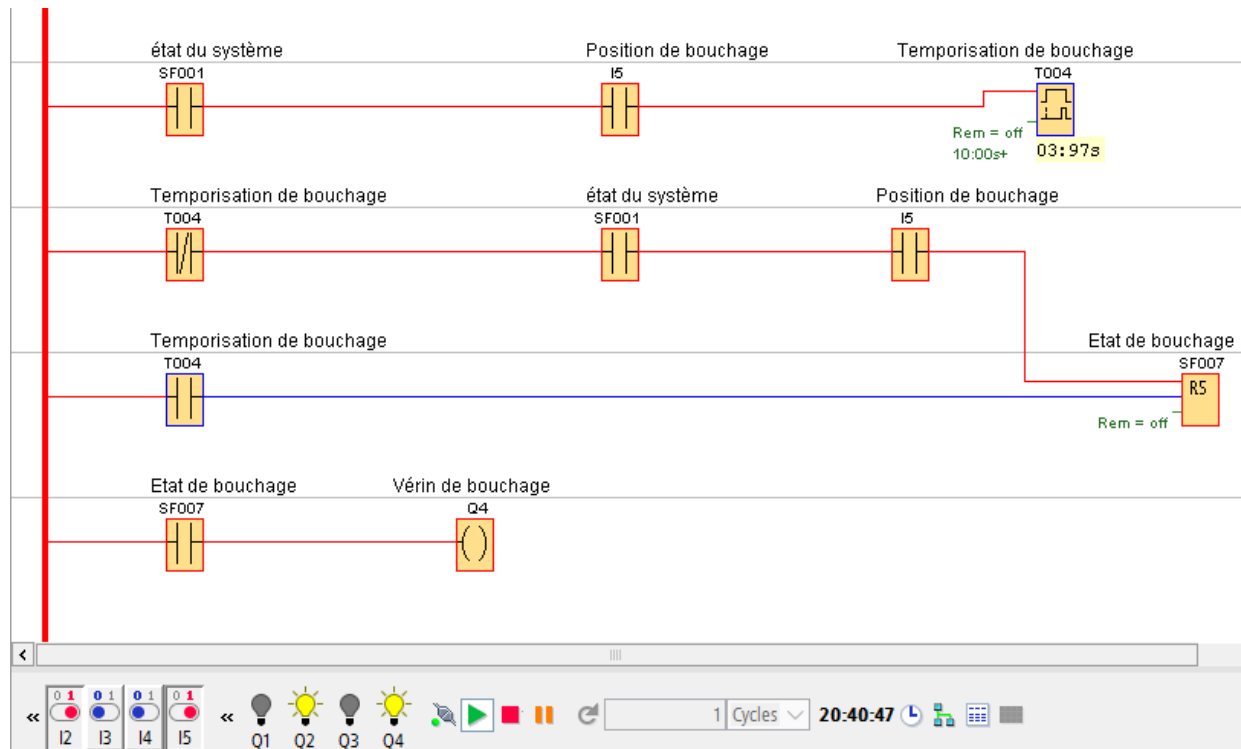 état du système Position de bouchage Temporisation de bouchage
SF001 I5 T004
Rem = off
10:00s+ 03:97s
Temporisation de bouchage état du système Position de bouchage
T004 SF001 I5
Temporisation de bouchage Etat de bouchage
T004 SF007
RS
Rem = off
Etat de bouchage Vérin de bouchage
SF007 Q4
0 1 0 1 0 1 0 1
« « 1 Cycles 20:40:47
I2 I3 I4 I5 Q1 Q2 Q3 Q4